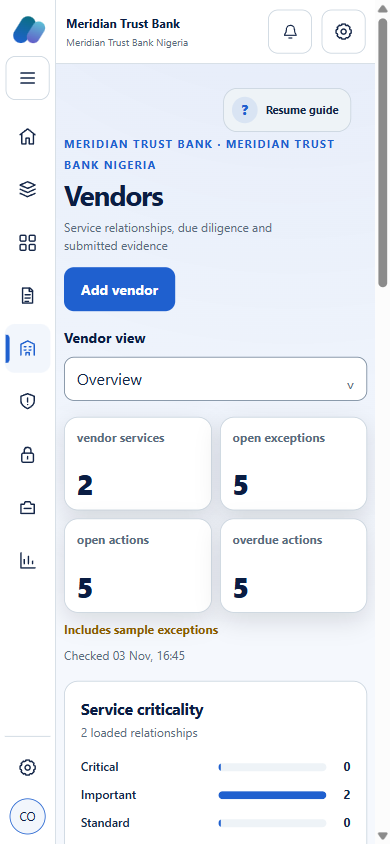 Meridian Trust Bank
Meridian Trust Bank Nigeria
? Resume guide
MERIDIAN TRUST BANK · MERIDIAN TRUST
BANK NIGERIA
Vendors
Service relationships, due diligence and
submitted evidence
Add vendor
Vendor view
Overview
vendor services
2
open exceptions
5
open actions
5
overdue actions
5
Includes sample exceptions
Checked 03 Nov, 16:45
Service criticality
2 loaded relationships
Critical 0
Important 2
Standard 0
CO